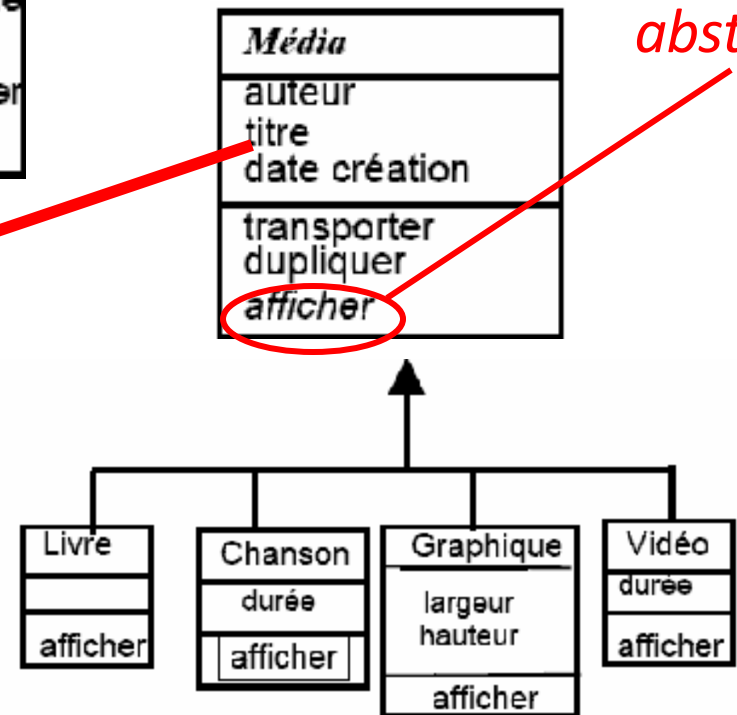 Média
auteur
titre
date création
transporter
dupliquer
afficher
Livre
afficher
Chanson
durée
afficher
Graphique
largeur
hauteur
afficher
Vidéo
durée
afficher